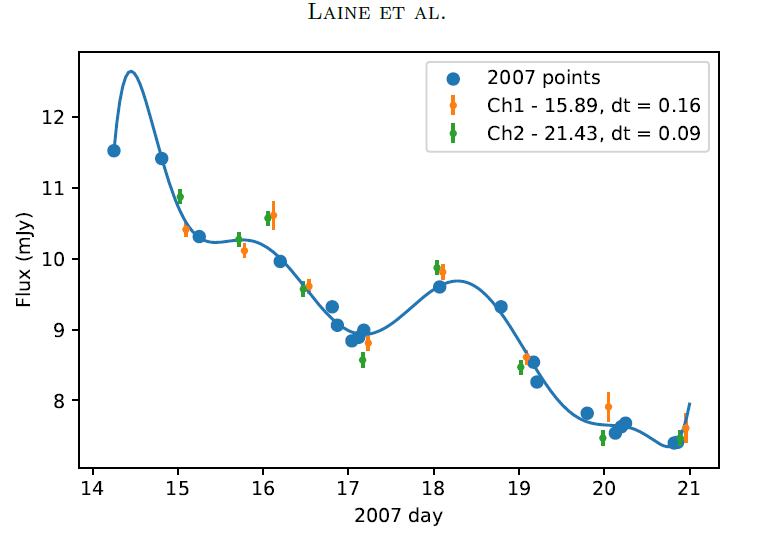 LAINE ET AL.
2007 points
Ch1 - 15.89, dt = 0.16
Ch2 - 21.43, dt = 0.09
Flux (mJy)
12
11
10
9
8
14 15 16 17 18 19 20 21
2007 day